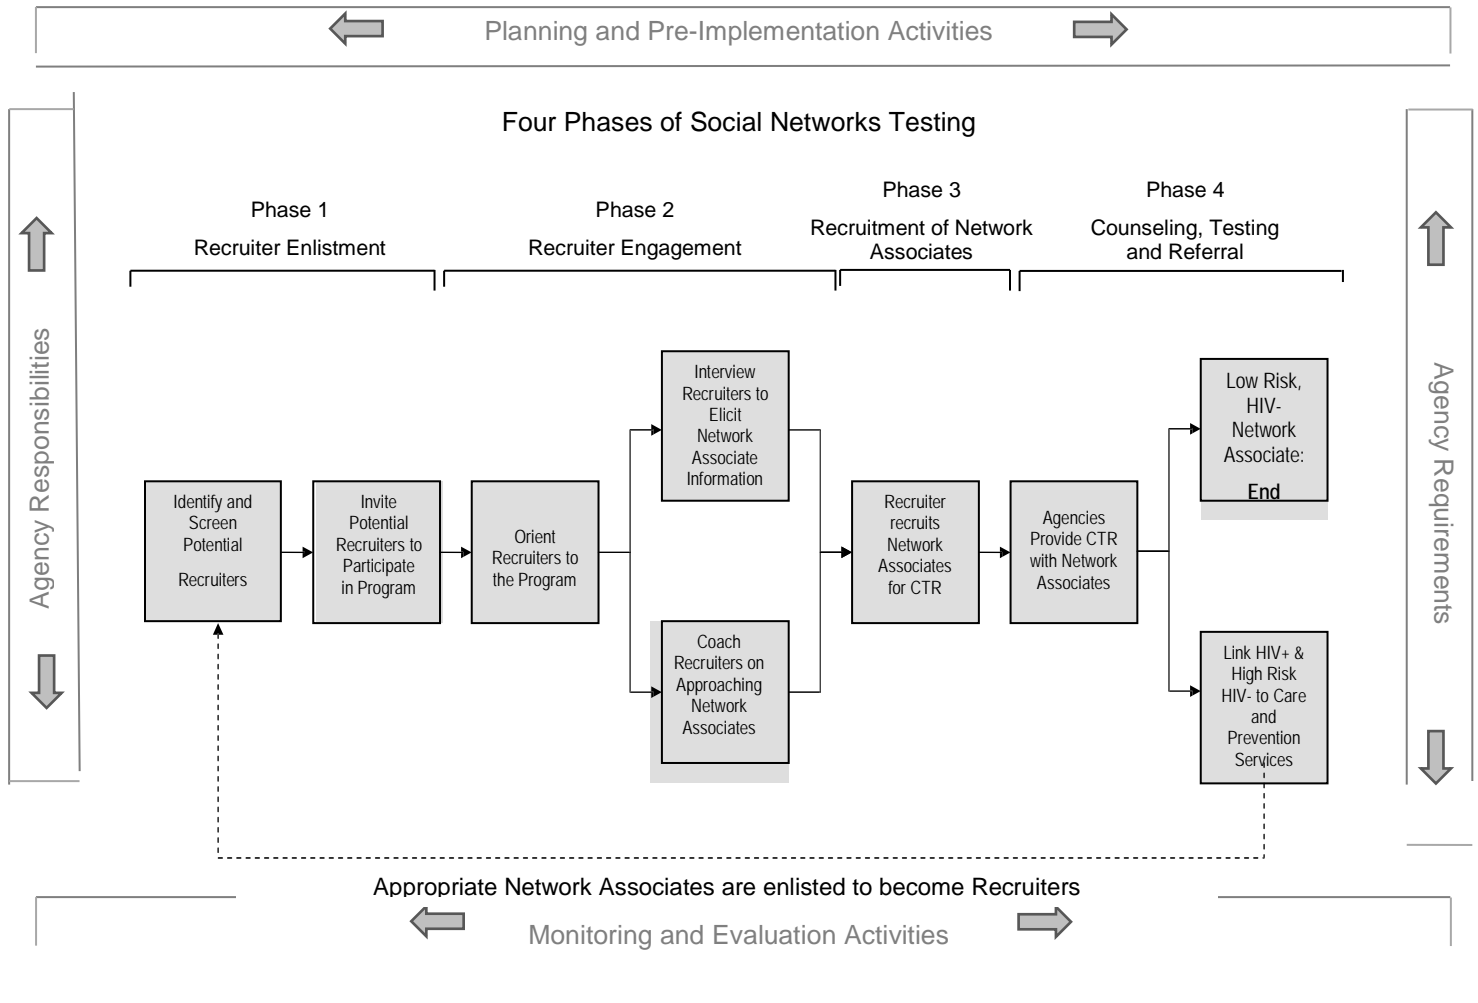 Planning and Pre-Implementation Activities
Four Phases of Social Networks Testing
Phase 1
Recruiter Enlistment
Phase 2
Recruiter Engagement
Phase 3
Recruitment of Network
Associates
Phase 4
Counseling, Testing
and Referral
Agency Responsibilities
Agency Requirements
Identify and
Screen
Potential
Recruiters
Invite
Potential
Recruiters to
Participate
in Program
Orient
Recruiters to
the Program
Interview
Recruiters to
Elicit
Network
Associate
Information
Coach
Recruiters on
Approaching
Network
Associates
Recruiter
recruits
Network
Associates
for CTR
Agencies
Provide CTR
with Network
Associates
Low Risk,
HIV-
Network
Associate:
End
Link HIV+ &
High Risk
HIV- to Care
and
Prevention
Services
Appropriate Network Associates are enlisted to become Recruiters
Monitoring and Evaluation Activities